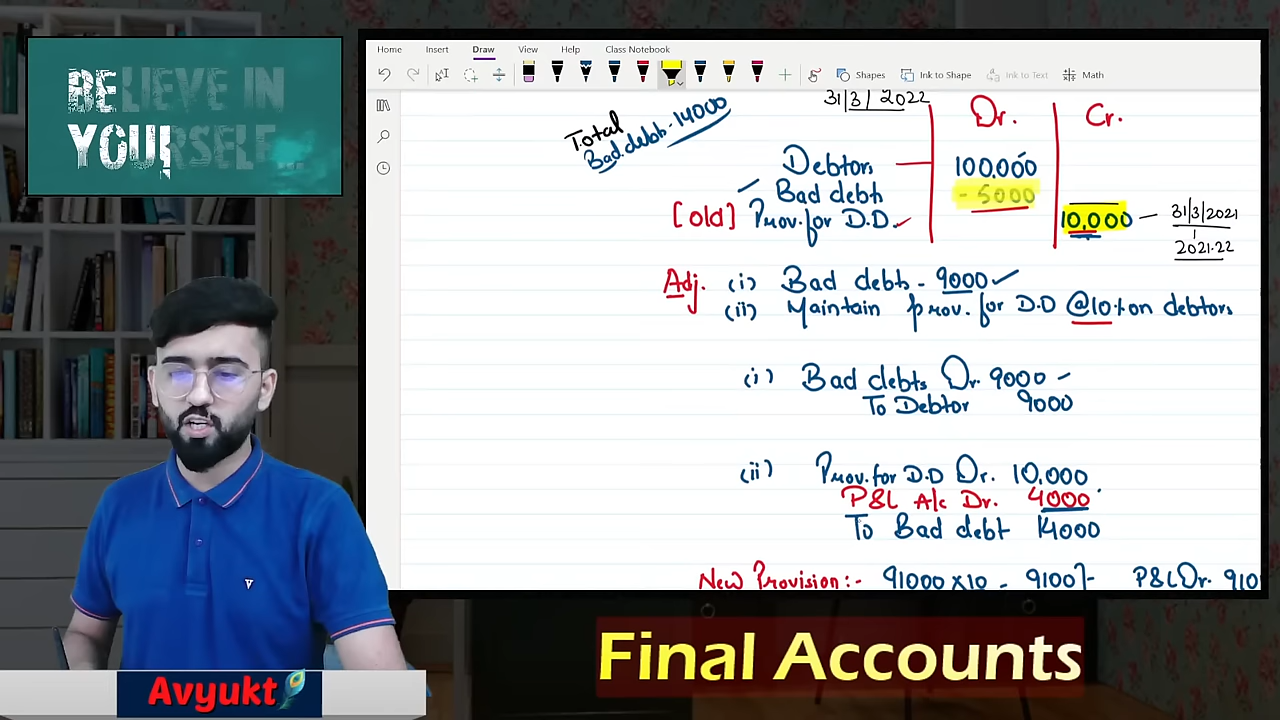 BELIEVE IN
YOURSELF...
Home Insert Draw View Help Class Notebook
Shapes Ink to Shape Ink to Text Math
31/3/2022 Dr. Cr.
Total
Bad debt - 14000
Debtors 100,000
Bad debts - 5000
[Old] Prov. for D.D. 10,000 - 31/3/2021
2021.22
Adj. (i) Bad debts - 9000
(ii) Maintain prov. for D.D @10% on debtors
(i) Bad debts Dr. 9000 -
To Debtor 9000
(ii) Prov. for D.D Dr. 10,000
P&L A/c Dr. 4000
To Bad debt 14000
New Provision:- 91000 x 10 - 9100/- P&L Dr. 910
Final Accounts
Avyukt